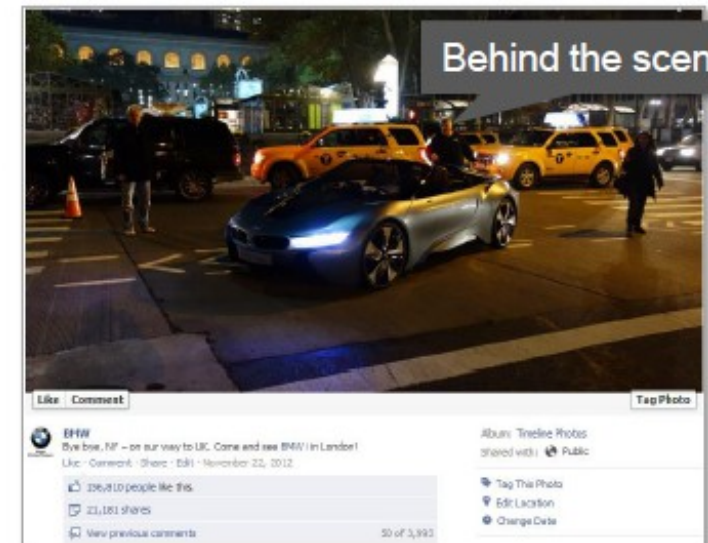 Behind the scen
Like Comment
Tag Photo
BMW
Bye bye, NY – on our way to UK. Come and see BMW i in London!
Like · Comment · Share · Edit · November 22, 2012
156,810 people like this.
21,181 shares
View previous comments
50 of 3,993
Album: Timeline Photos
Shared with: Public
Tag This Photo
Edit Location
Change Date